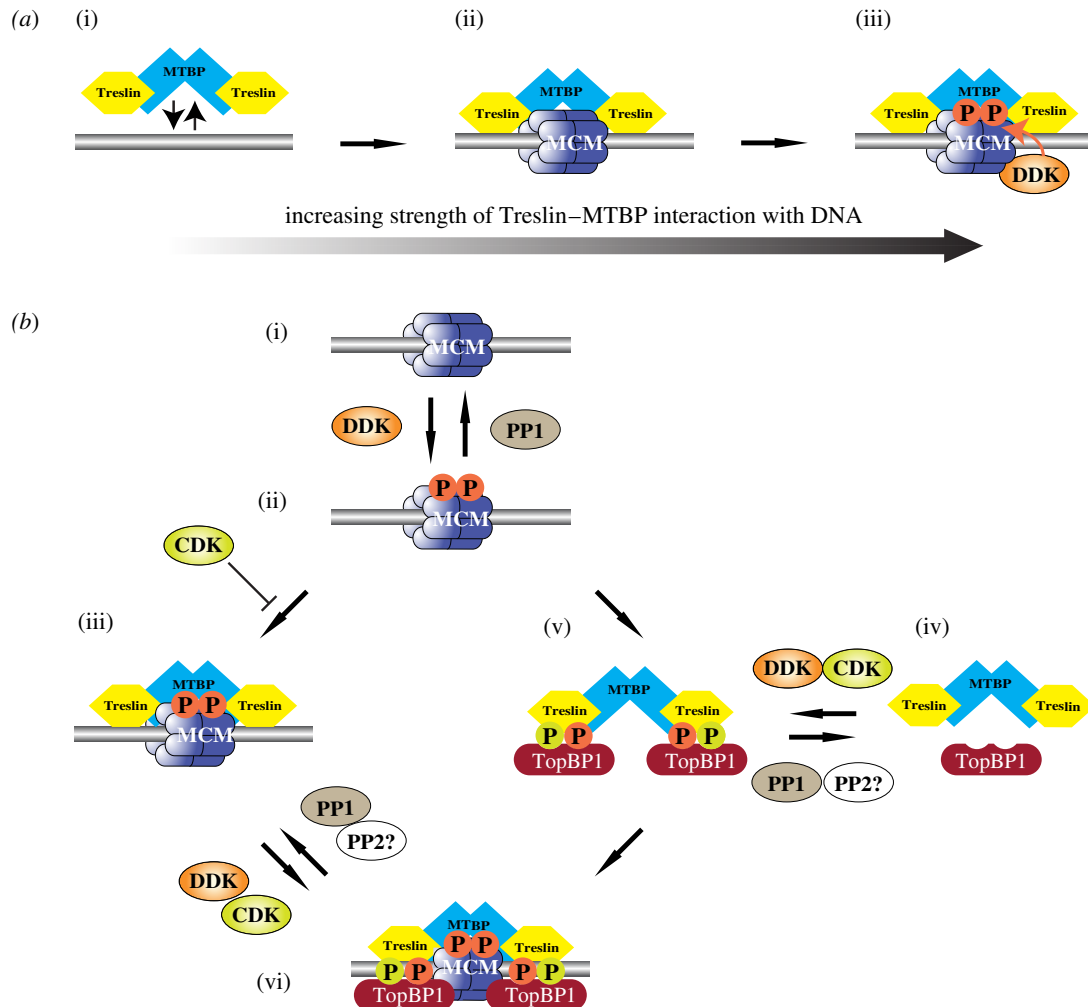 (a)
(i)
(ii)
(iii)
MTBP
Treslin
Treslin
MTBP
Treslin
Treslin
MCM
MTBP
Treslin
Treslin
P P
MCM
DDK
increasing strength of Treslin–MTBP interaction with DNA
(b)
(i)
MCM
DDK
PP1
(ii)
P P
MCM
CDK
(iii)
MTBP
Treslin
Treslin
P P
MCM
(v)
(iv)
MTBP
Treslin
Treslin
P P
P P
TopBP1
TopBP1
DDK
CDK
PP1
PP2?
MTBP
Treslin
Treslin
TopBP1
PP1
PP2?
DDK
CDK
(vi)
MTBP
Treslin
Treslin
P P
MCM
P P
P P
TopBP1
TopBP1